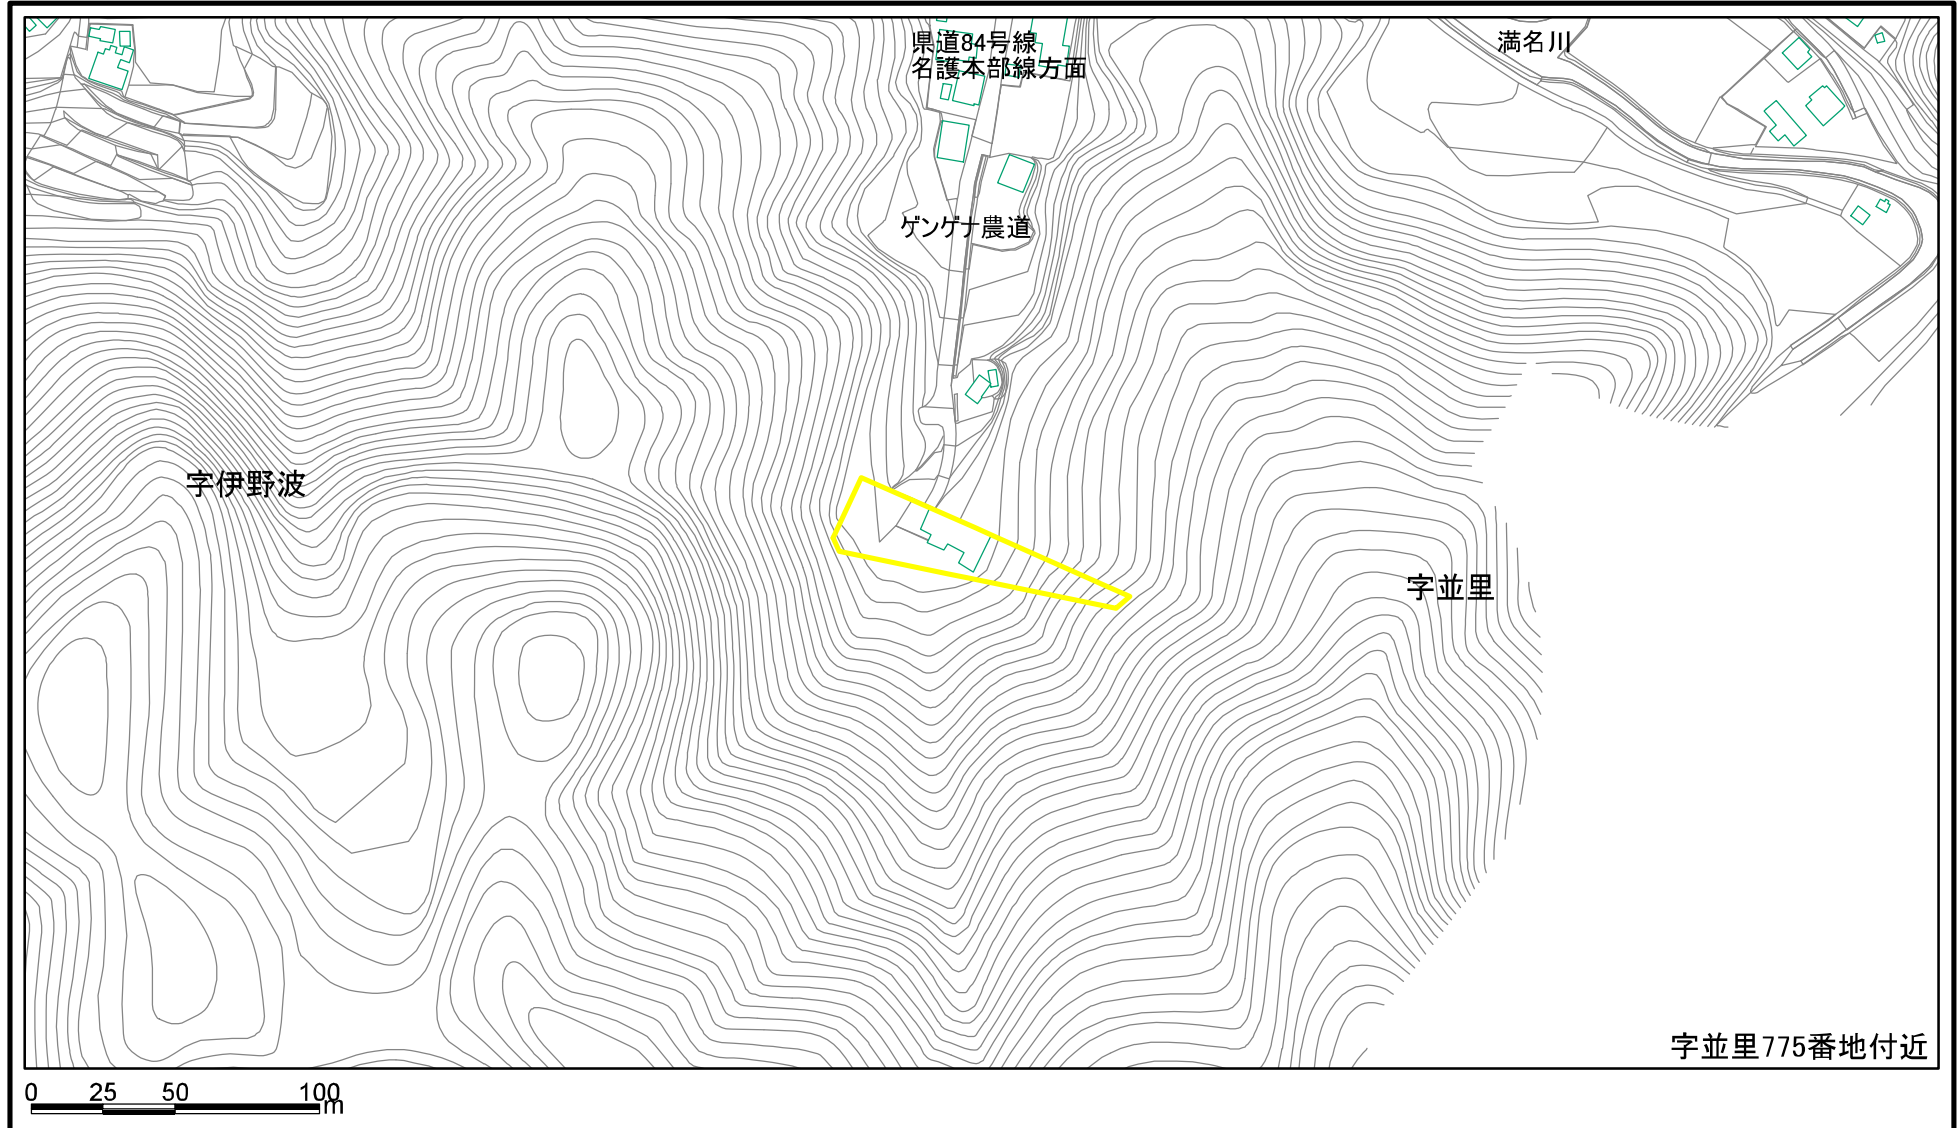 県道84号線
名護本部線方面
満名川
ゲンゲナ農道
字伊野波
字並里
字並里775番地付近
0 25 50 100
m